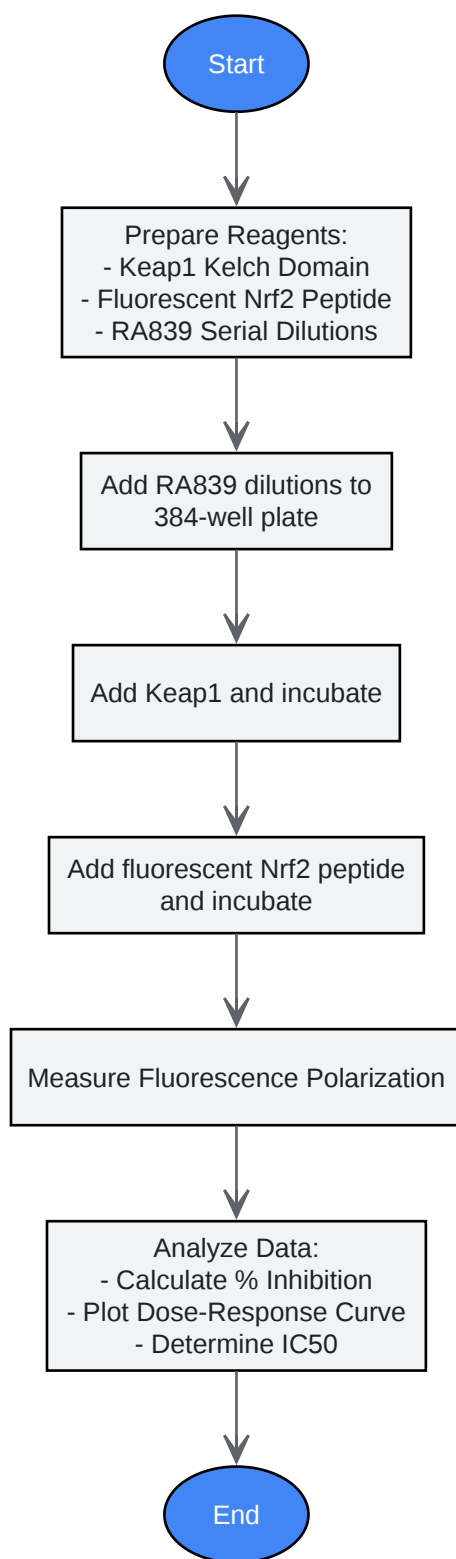 Start
Prepare Reagents:
- Keap1 Kelch Domain
- Fluorescent Nrf2 Peptide
- RA839 Serial Dilutions
Add RA839 dilutions to
384-well plate
Add Keap1 and incubate
Add fluorescent Nrf2 peptide
and incubate
Measure Fluorescence Polarization
Analyze Data:
- Calculate % Inhibition
- Plot Dose-Response Curve
- Determine IC50
End